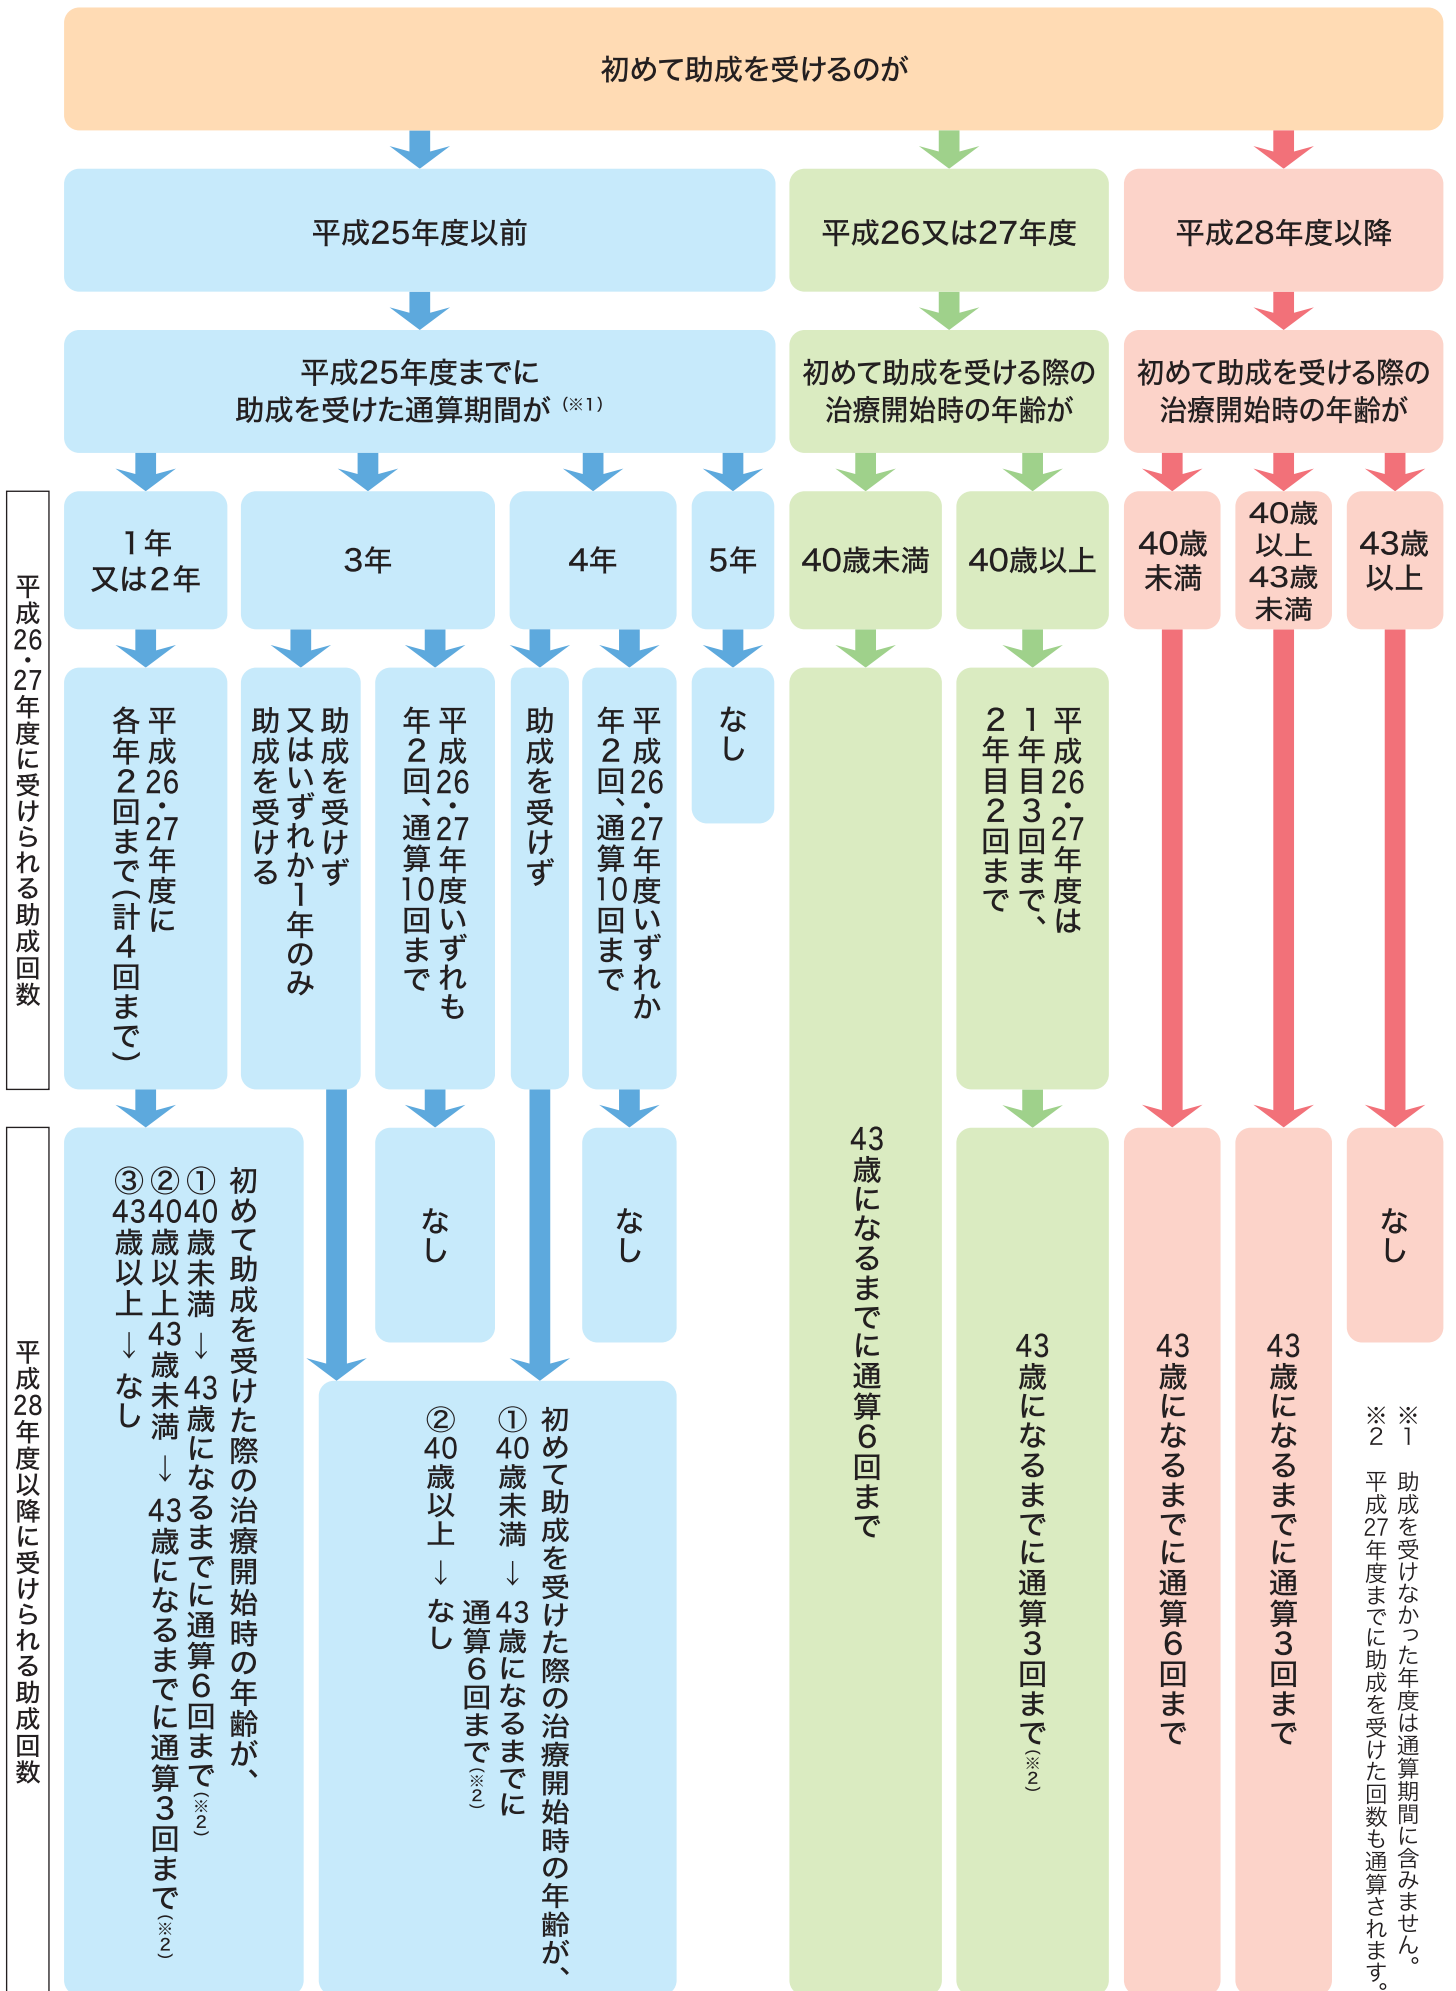 初めて助成を受けるのが
平成25年度以前
平成26又は27年度
平成28年度以降
平成25年度までに
助成を受けた通算期間が（※1）
初めて助成を受ける際の
治療開始時の年齢が
初めて助成を受ける際の
治療開始時の年齢が
平成26・27年度に受けられる助成回数
1年
又は2年
3年
4年
5年
40歳未満
40歳以上
40歳
未満
40歳
以上
43歳
未満
43歳
以上
平成26・27年度に
各年2回まで（計4回まで）
助成を受けず
又はいずれか1年のみ
助成を受ける
平成26・27年度いずれも
年2回、通算10回まで
助成を受けず
平成26・27年度いずれか
年2回、通算10回まで
なし
43歳になるまでに通算6回まで
平成26・27年度は
1年目3回まで、
2年目2回まで
平成28年度以降に受けられる助成回数
初めて助成を受けた際の治療開始時の年齢が、
①40歳未満→43歳になるまでに通算6回まで（※2）
②40歳以上43歳未満→43歳になるまでに通算3回まで（※2）
③43歳以上→なし
なし
なし
初めて助成を受けた際の治療開始時の年齢が、
①40歳未満→43歳になるまでに
通算6回まで（※2）
②40歳以上→なし
43歳になるまでに通算3回まで（※2）
43歳になるまでに通算6回まで
43歳になるまでに通算3回まで
なし
※1　助成を受けなかった年度は通算期間に含みません。
※2　平成27年度までに助成を受けた回数も通算されます。